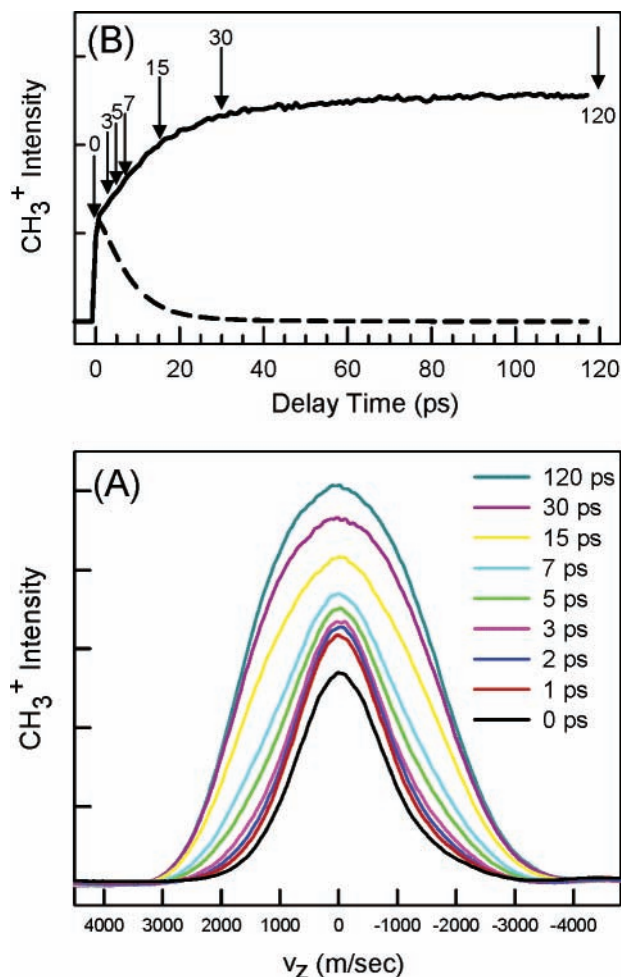 (B)
30
15
7
5
3
0
120
CH₃⁺ Intensity
0 20 40 60 80 100 120
Delay Time (ps)
(A)
120 ps
30 ps
15 ps
7 ps
5 ps
3 ps
2 ps
1 ps
0 ps
CH₃⁺ Intensity
4000 3000 2000 1000 0 -1000 -2000 -3000 -4000
v_z (m/sec)